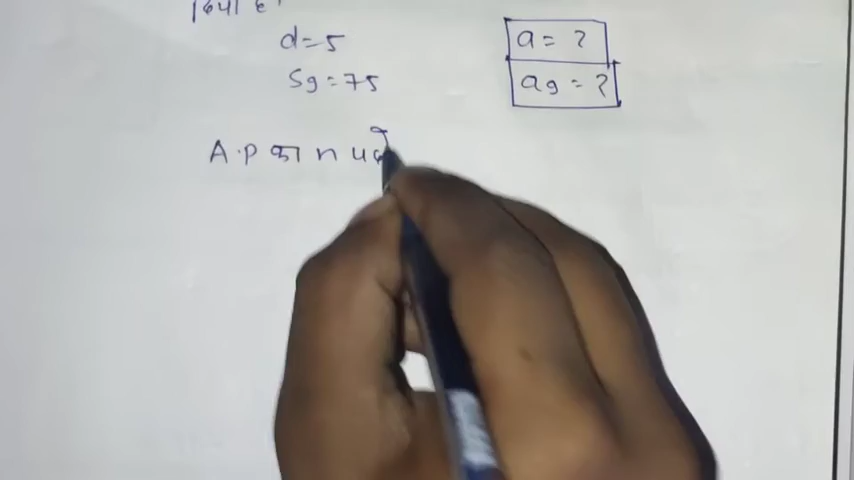 d=5
a = ?
S9=75
a9 = ?
A.P का n